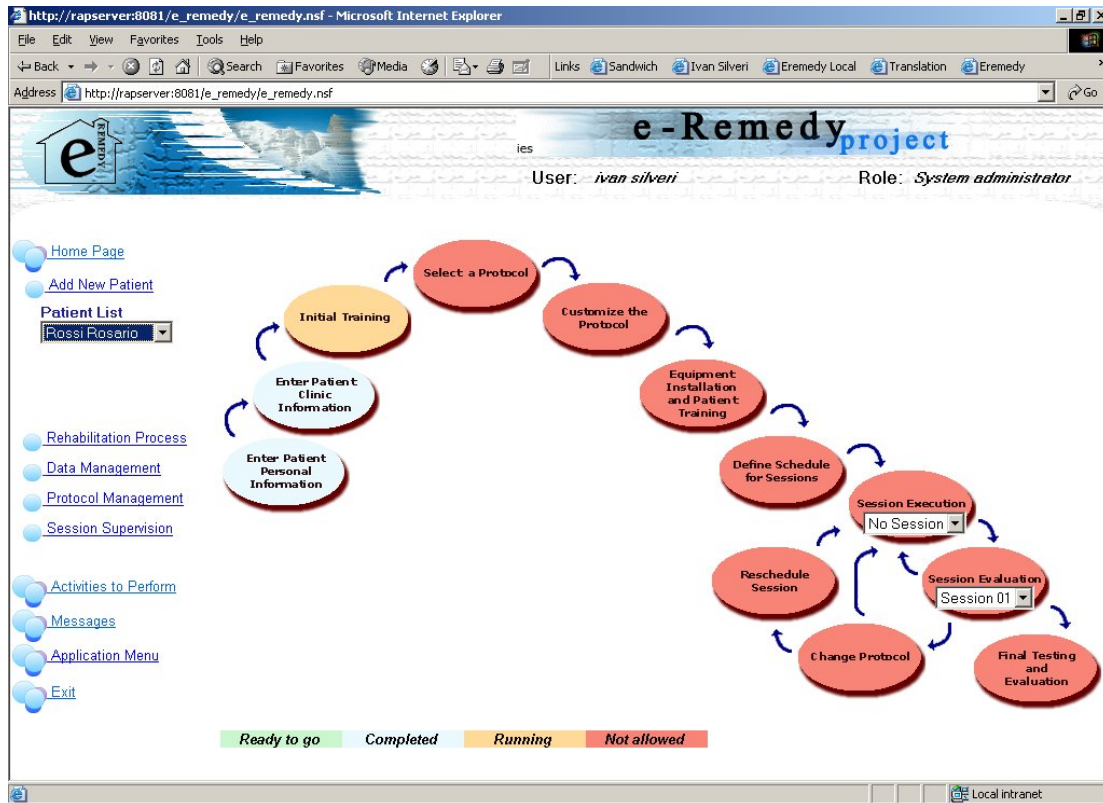 http://rapserver:8081/e_remedy/e_remedy.nsf - Microsoft Internet Explorer
File Edit View Favorites Tools Help
Back Search Favorites Media Links Sandwich Ivan Silveri Eremedy Local Translation Eremedy
Address http://rapserver:8081/e_remedy/e_remedy.nsf Go
e REMEDY
ies
e-Remedy project
User: ivan silveri Role: System administrator
Home Page
Add New Patient
Patient List
Rossi Rosario
Rehabilitation Process
Data Management
Protocol Management
Session Supervision
Activities to Perform
Messages
Application Menu
Exit
Enter Patient
Personal
Information
Enter Patient
Clinic
Information
Initial Training
Select a Protocol
Customize the
Protocol
Equipment
Installation
and Patient
Training
Define Schedule
for Sessions
Session Execution
No Session
Session Evaluation
Session 01
Reschedule
Session
Change Protocol
Final Testing
and
Evaluation
Ready to go Completed Running Not allowed
Local intranet